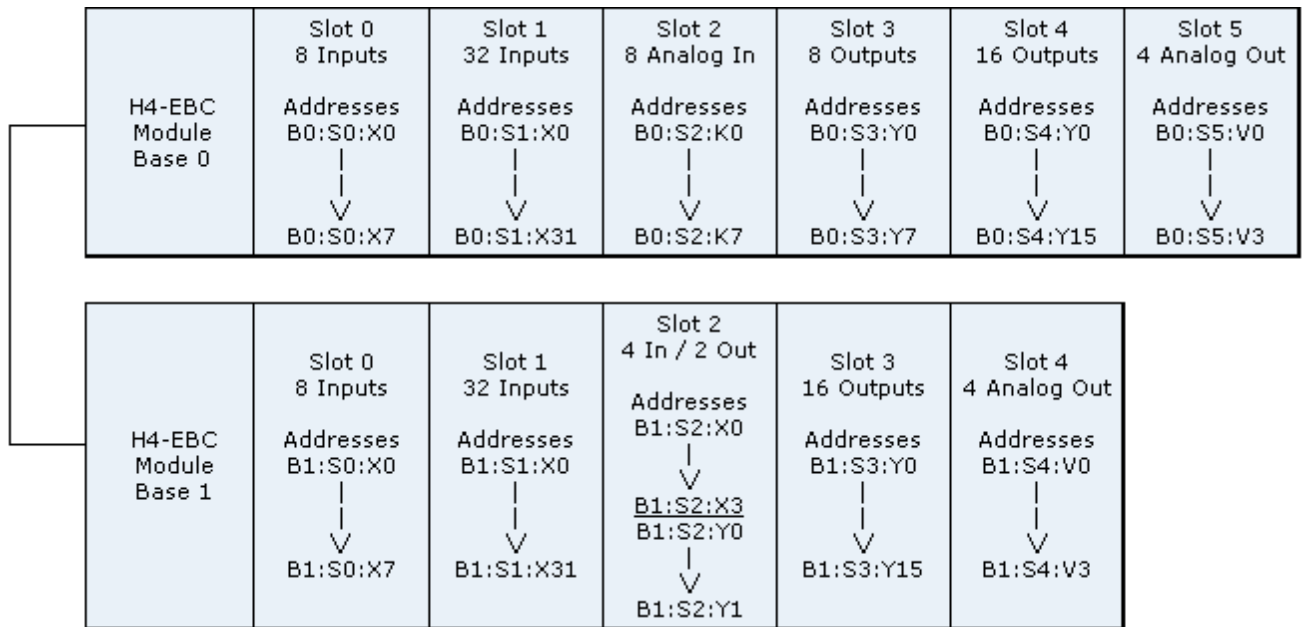 H4-EBC
Module
Base 0
Slot 0
8 Inputs
Addresses
B0:S0:X0
B0:S0:X7
Slot 1
32 Inputs
Addresses
B0:S1:X0
B0:S1:X31
Slot 2
8 Analog In
Addresses
B0:S2:K0
B0:S2:K7
Slot 3
8 Outputs
Addresses
B0:S3:Y0
B0:S3:Y7
Slot 4
16 Outputs
Addresses
B0:S4:Y0
B0:S4:Y15
Slot 5
4 Analog Out
Addresses
B0:S5:V0
B0:S5:V3
H4-EBC
Module
Base 1
Slot 0
8 Inputs
Addresses
B1:S0:X0
B1:S0:X7
Slot 1
32 Inputs
Addresses
B1:S1:X0
B1:S1:X31
Slot 2
4 In / 2 Out
Addresses
B1:S2:X0
B1:S2:X3
B1:S2:Y0
B1:S2:Y1
Slot 3
16 Outputs
Addresses
B1:S3:Y0
B1:S3:Y15
Slot 4
4 Analog Out
Addresses
B1:S4:V0
B1:S4:V3